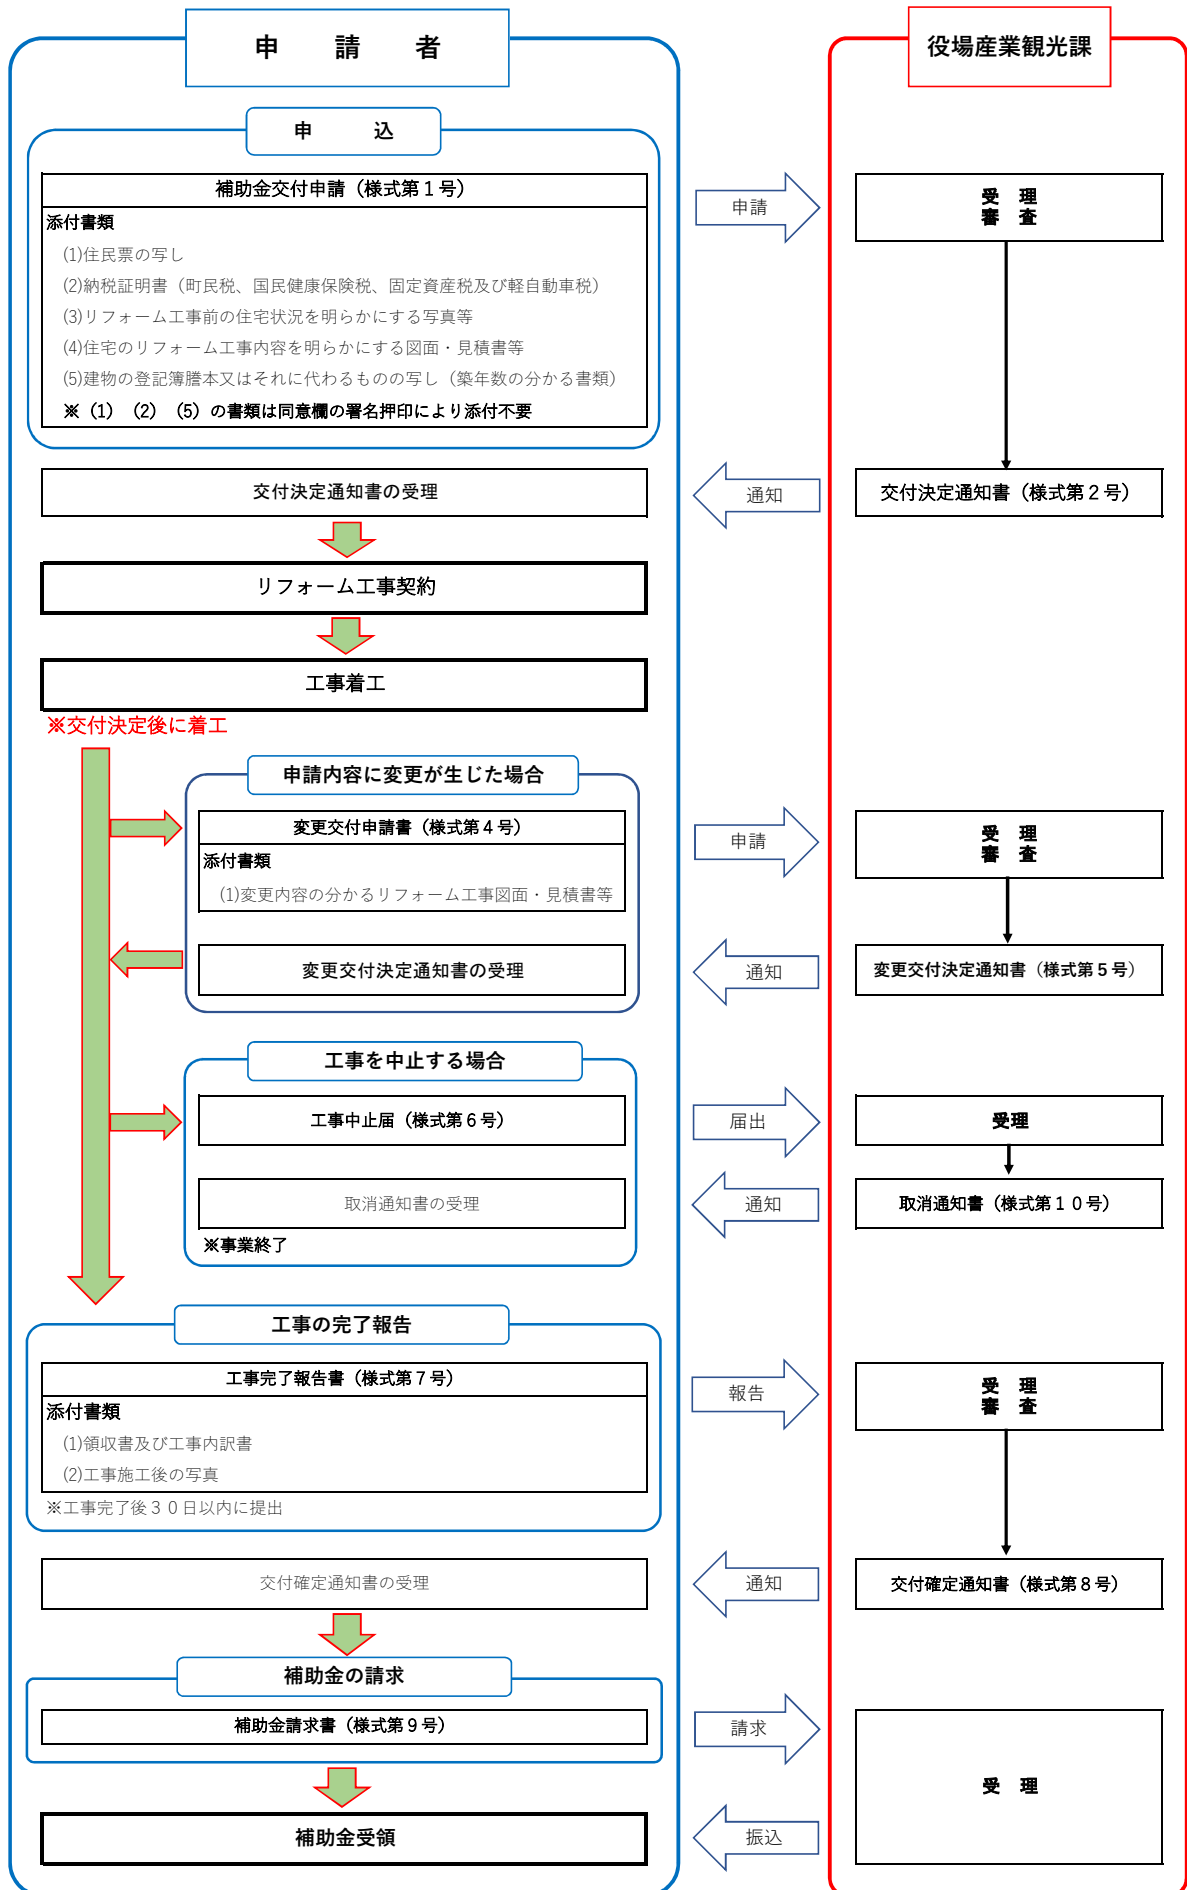 申　請　者
役場産業観光課
申　込
補助金交付申請（様式第１号）
添付書類
(1)住民票の写し
(2)納税証明書（町民税、国民健康保険税、固定資産税及び軽自動車税）
(3)リフォーム工事前の住宅状況を明らかにする写真等
(4)住宅のリフォーム工事内容を明らかにする図面・見積書等
(5)建物の登記簿謄本又はそれに代わるものの写し（築年数の分かる書類）
※（1）（2）（5）の書類は同意欄の署名押印により添付不要
申請
受　理
審　査
交付決定通知書の受理
通知
交付決定通知書（様式第２号）
リフォーム工事契約
工事着工
※交付決定後に着工
申請内容に変更が生じた場合
変更交付申請書（様式第４号）
添付書類
(1)変更内容の分かるリフォーム工事図面・見積書等
申請
受　理
審　査
変更交付決定通知書の受理
通知
変更交付決定通知書（様式第５号）
工事を中止する場合
工事中止届（様式第６号）
届出
受理
取消通知書の受理
通知
取消通知書（様式第１０号）
※事業終了
工事の完了報告
工事完了報告書（様式第７号）
添付書類
(1)領収書及び工事内訳書
(2)工事施工後の写真
※工事完了後３０日以内に提出
報告
受　理
審　査
交付確定通知書の受理
通知
交付確定通知書（様式第８号）
補助金の請求
補助金請求書（様式第９号）
請求
受　理
補助金受領
振込